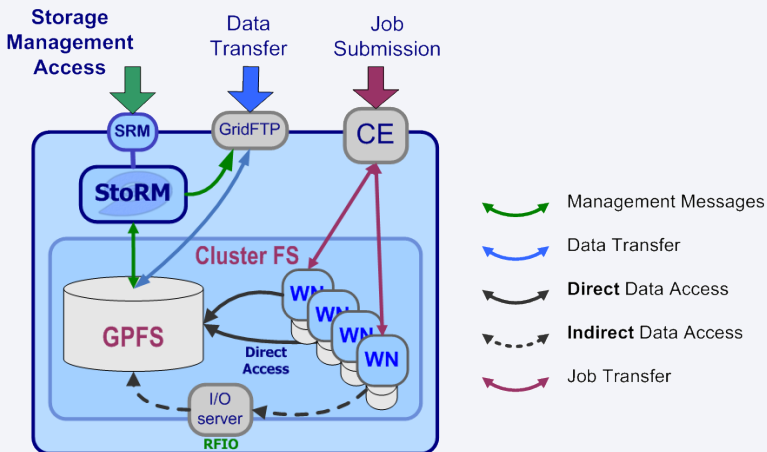 Storage
Management
Access
Data
Transfer
Job
Submission
SRM
GridFTP
CE
StoRM
Cluster FS
GPFS
WN
WN
WN
WN
Direct
Access
I/O
server
RFIO
Management Messages
Data Transfer
Direct Data Access
Indirect Data Access
Job Transfer